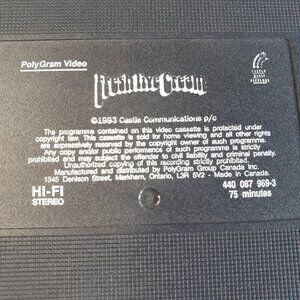 PolyGram Video
Fresh Live Cream
©1993 Castle Communications p/c
The programme contained on this video cassette is protected under
copyright law. This cassette is sold for home viewing and all other rights
are expressively reserved by the copyright owner of such programme.
Any copy and/or public performance of such programme is strictly
prohibited and may subject the offender to civil liability and criminal penalty.
Unauthorized copying of this recording strictly prohibited.
Manufactured and distributed by PolyGram Group Canada Inc.
1345 Denison Street, Markham, Ontario, L3R 5V2 - Made in Canada.
HI-FI
STEREO
440 087 969-3
75 minutes